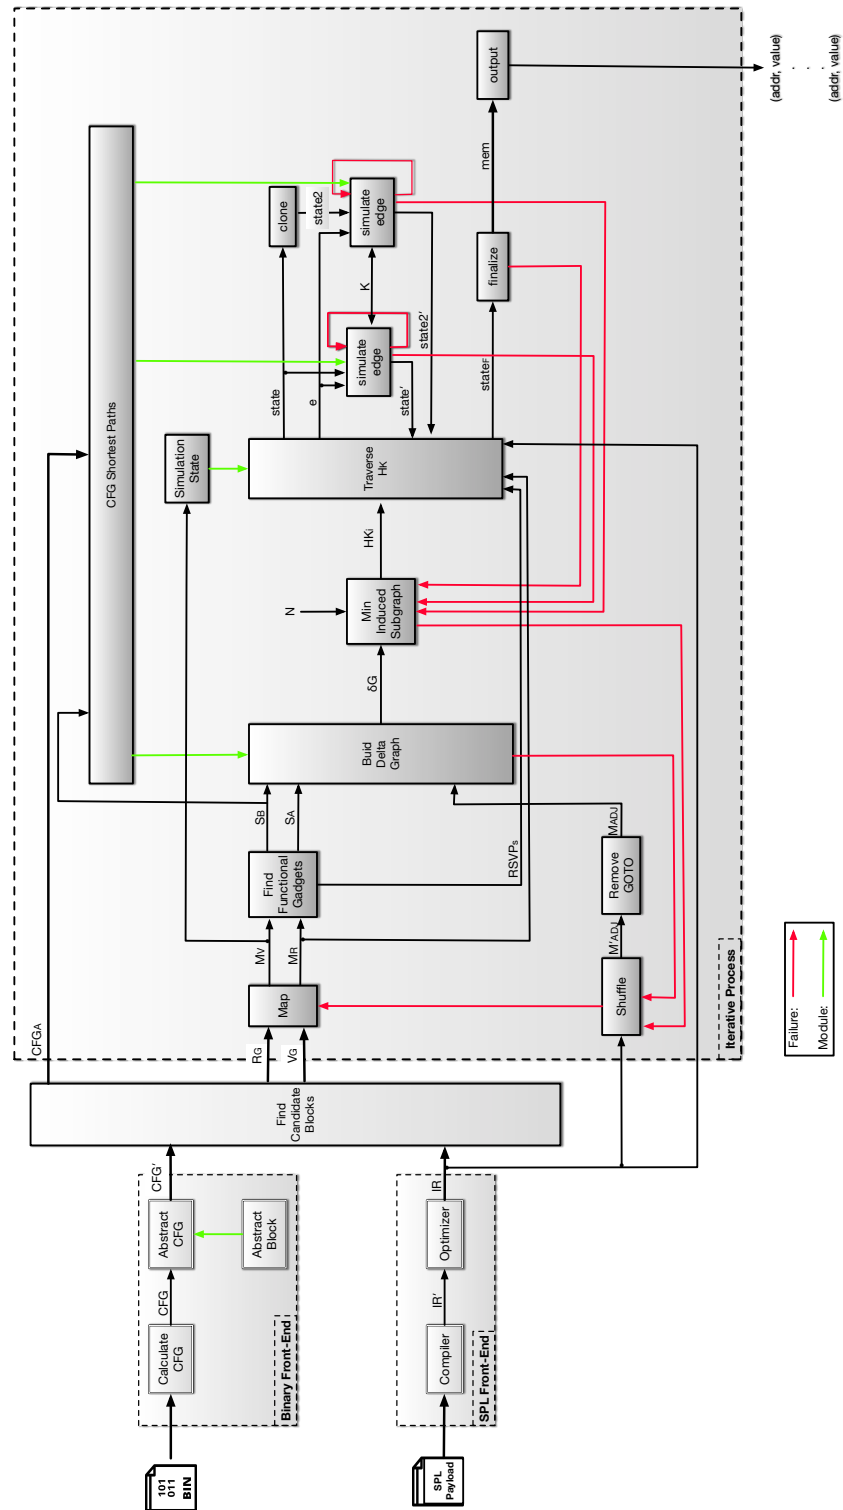 101
011
BIN
SPL
Payload
Binary Front-End
Calculate
CFG
CFG
Abstract
CFG
Abstract
Block
CFG'
SPL Front-End
Compiler
IR'
Optimizer
IR
Find
Candidate
Blocks
CFGA
RG
VG
Iterative Process
Map
MV
MR
Find
Functional
Gadgets
SB
SA
RSVPs
Shuffle
M'ADJ
Remove
GOTO
MADJ
Buid
Delta
Graph
δG
N
Min
Induced
Subgraph
HKi
CFG Shortest Paths
Simulation
State
Traverse
HK
state
e
state'
state2'
stateF
simulate
edge
K
clone
state2
simulate
edge
finalize
mem
output
(addr, value)
.
.
(addr, value)
Failure:
Module: